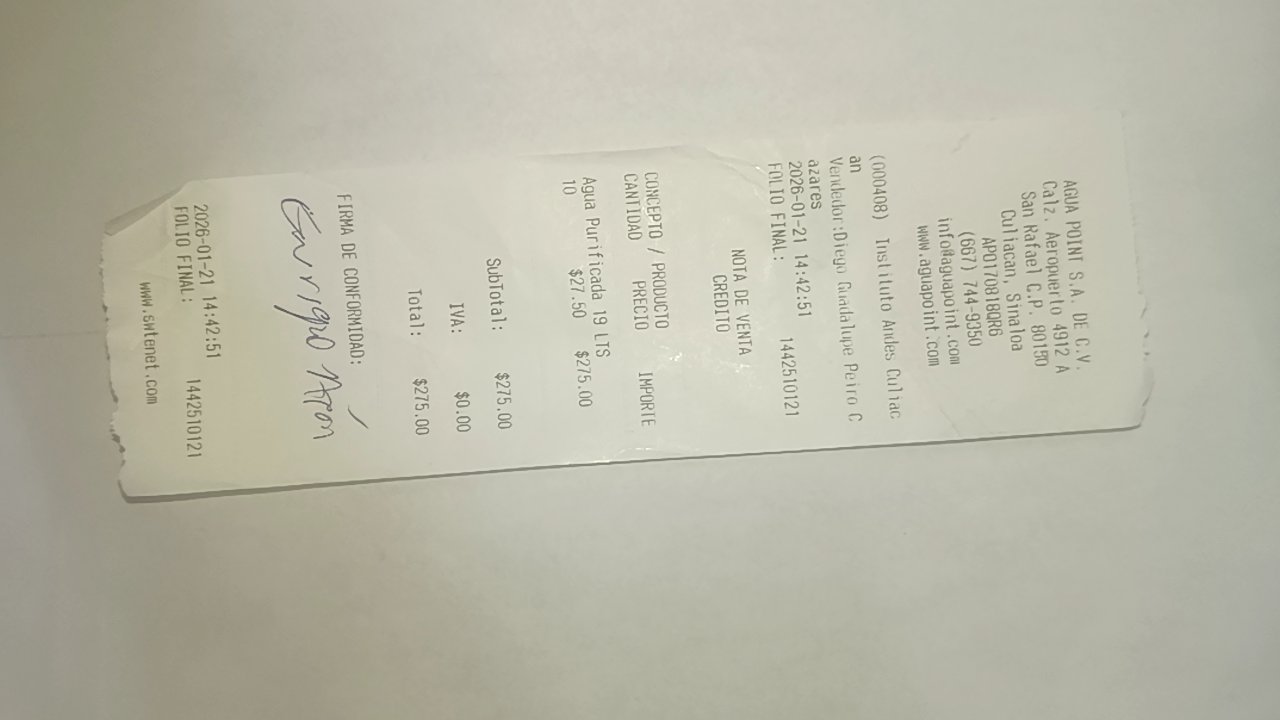 AGUA POINT S.A. DE C.V.
Calz. Aeropuerto 4912 A
San Rafael C.P. 80150
Culiacan, Sinaloa
APO170818QR6
(667) 744-9350
info@aguapoint.com
www.aguapoint.com
(000408) Instituto Andes Culiac
an
Vendedor:Diego Guadalupe Peiro C
azares
2026-01-21 14:42:51
FOLIO FINAL: 1442510121
NOTA DE VENTA
CREDITO
CONCEPTO / PRODUCTO
CANTIDAD PRECIO IMPORTE
Agua Purificada 19 LTS
10 $27.50 $275.00
SubTotal: $275.00
IVA: $0.00
Total: $275.00
FIRMA DE CONFORMIDAD:
2026-01-21 14:42:51
FOLIO FINAL: 1442510121
www.swtenet.com